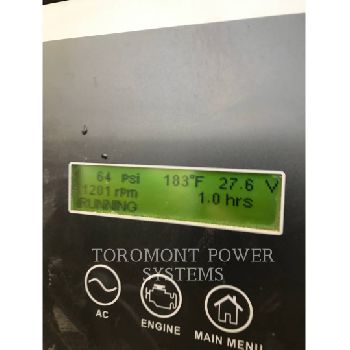 64 psi 183°F 27.6 V
1201 rpm 1.0 hrs
RUNNING
TOROMONT POWER
SYSTEMS
AC
ENGINE
MAIN MENU